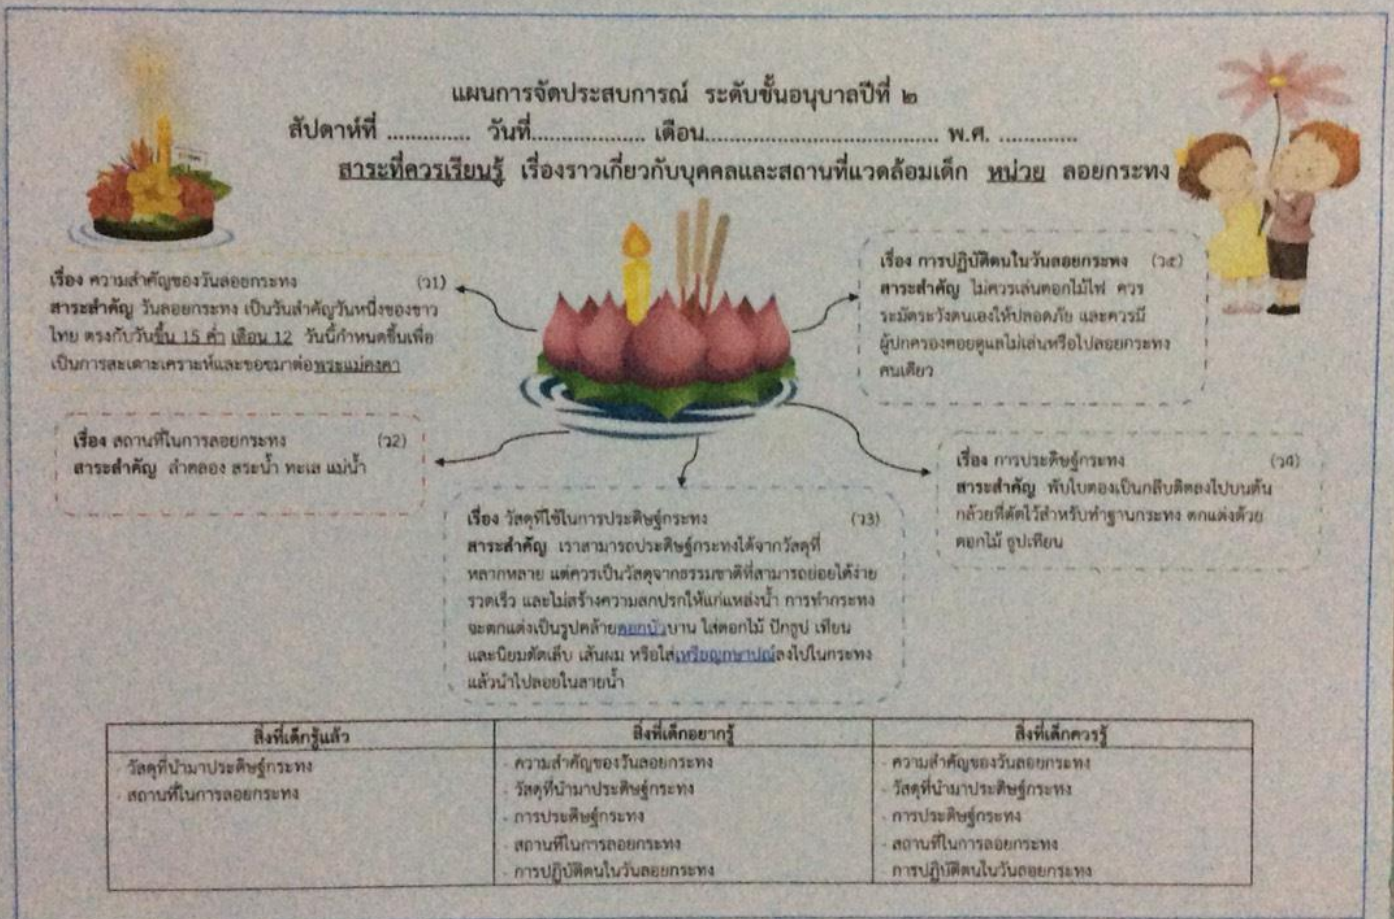 แผนการจัดประสบการณ์ ระดับชั้นอนุบาลปีที่ ๒
สัปดาห์ที่ .............. วันที่................... เดือน....................................... พ.ศ. .............
สาระที่ควรเรียนรู้ เรื่องราวเกี่ยวกับบุคคลและสถานที่แวดล้อมเด็ก หน่วย ลอยกระทง
เรื่อง ความสำคัญของวันลอยกระทง (ว1)
สาระสำคัญ วันลอยกระทง เป็นวันสำคัญวันหนึ่งของชาว
ไทย ตรงกับวันขึ้น 15 ค่ำ เดือน 12 วันนี้กำหนดขึ้นเพื่อ
เป็นการสะเดาะเคราะห์และขอขมาต่อพระแม่คงคา
เรื่อง สถานที่ในการลอยกระทง (ว2)
สาระสำคัญ ลำคลอง สระน้ำ ทะเล แม่น้ำ
เรื่อง วัสดุที่ใช้ในการประดิษฐ์กระทง (ว3)
สาระสำคัญ เราสามารถประดิษฐ์กระทงได้จากวัสดุที่
หลากหลาย แต่ควรเป็นวัสดุจากธรรมชาติที่สามารถย่อยได้ง่าย
รวดเร็ว และไม่สร้างความสกปรกให้แก่แหล่งน้ำ การทำกระทง
จะตกแต่งเป็นรูปคล้ายดอกบัวบาน ใส่ดอกไม้ ปักธูป เทียน
และนิยมตัดเล็บ เส้นผม หรือใส่เหรียญกษาปณ์ลงไปในกระทง
แล้วนำไปลอยในสายน้ำ
เรื่อง การประดิษฐ์กระทง (ว4)
สาระสำคัญ พับใบตองเป็นกลีบติดลงไปบนต้น
กล้วยที่ตัดไว้สำหรับทำฐานกระทง ตกแต่งด้วย
ดอกไม้ ธูปเทียน
เรื่อง การปฏิบัติตนในวันลอยกระทง (ว๕)
สาระสำคัญ ไม่ควรเล่นดอกไม้ไฟ ควร
ระมัดระวังตนเองให้ปลอดภัย และควรมี
ผู้ปกครองคอยดูแลไม่เล่นหรือไปลอยกระทง
คนเดียว
สิ่งที่เด็กรู้แล้ว
- วัสดุที่นำมาประดิษฐ์กระทง
- สถานที่ในการลอยกระทง
สิ่งที่เด็กอยากรู้
- ความสำคัญของวันลอยกระทง
- วัสดุที่นำมาประดิษฐ์กระทง
- การประดิษฐ์กระทง
- สถานที่ในการลอยกระทง
- การปฏิบัติตนในวันลอยกระทง
สิ่งที่เด็กควรรู้
- ความสำคัญของวันลอยกระทง
- วัสดุที่นำมาประดิษฐ์กระทง
- การประดิษฐ์กระทง
- สถานที่ในการลอยกระทง
- การปฏิบัติตนในวันลอยกระทง